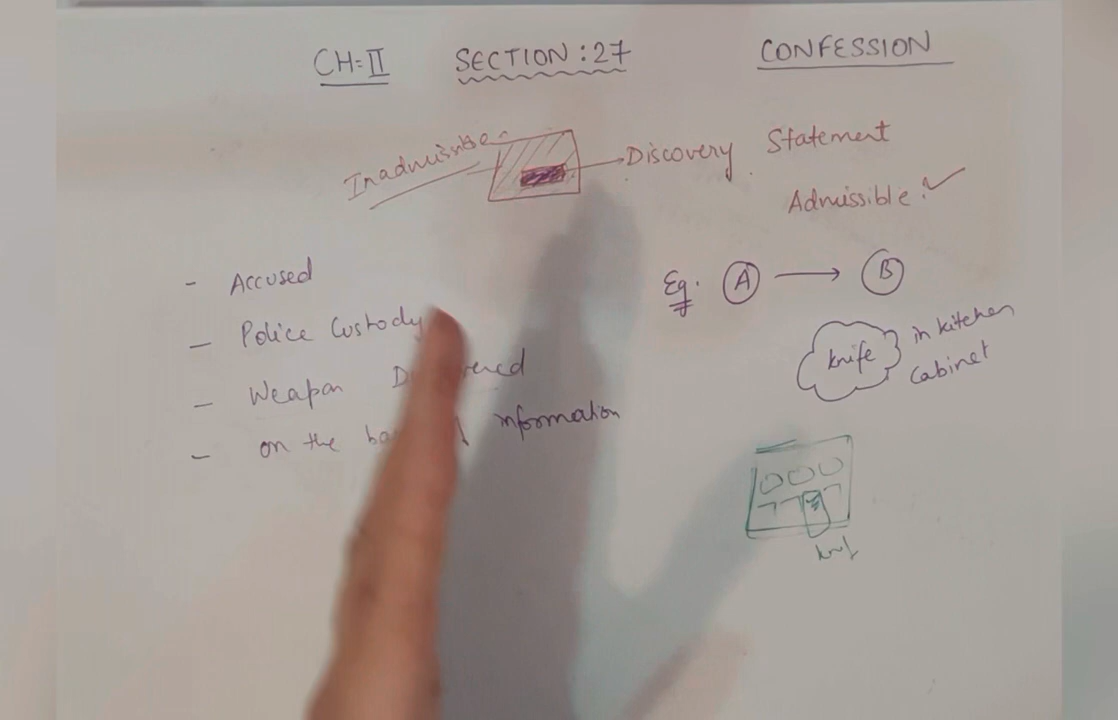 CH=II SECTION:27 CONFESSION
Inadmissible Discovery Statement
Admissible ✓
- Accused
- Police Custody
- Weapon
- on the information
Eg. A → B
knife in kitchen
cabinet